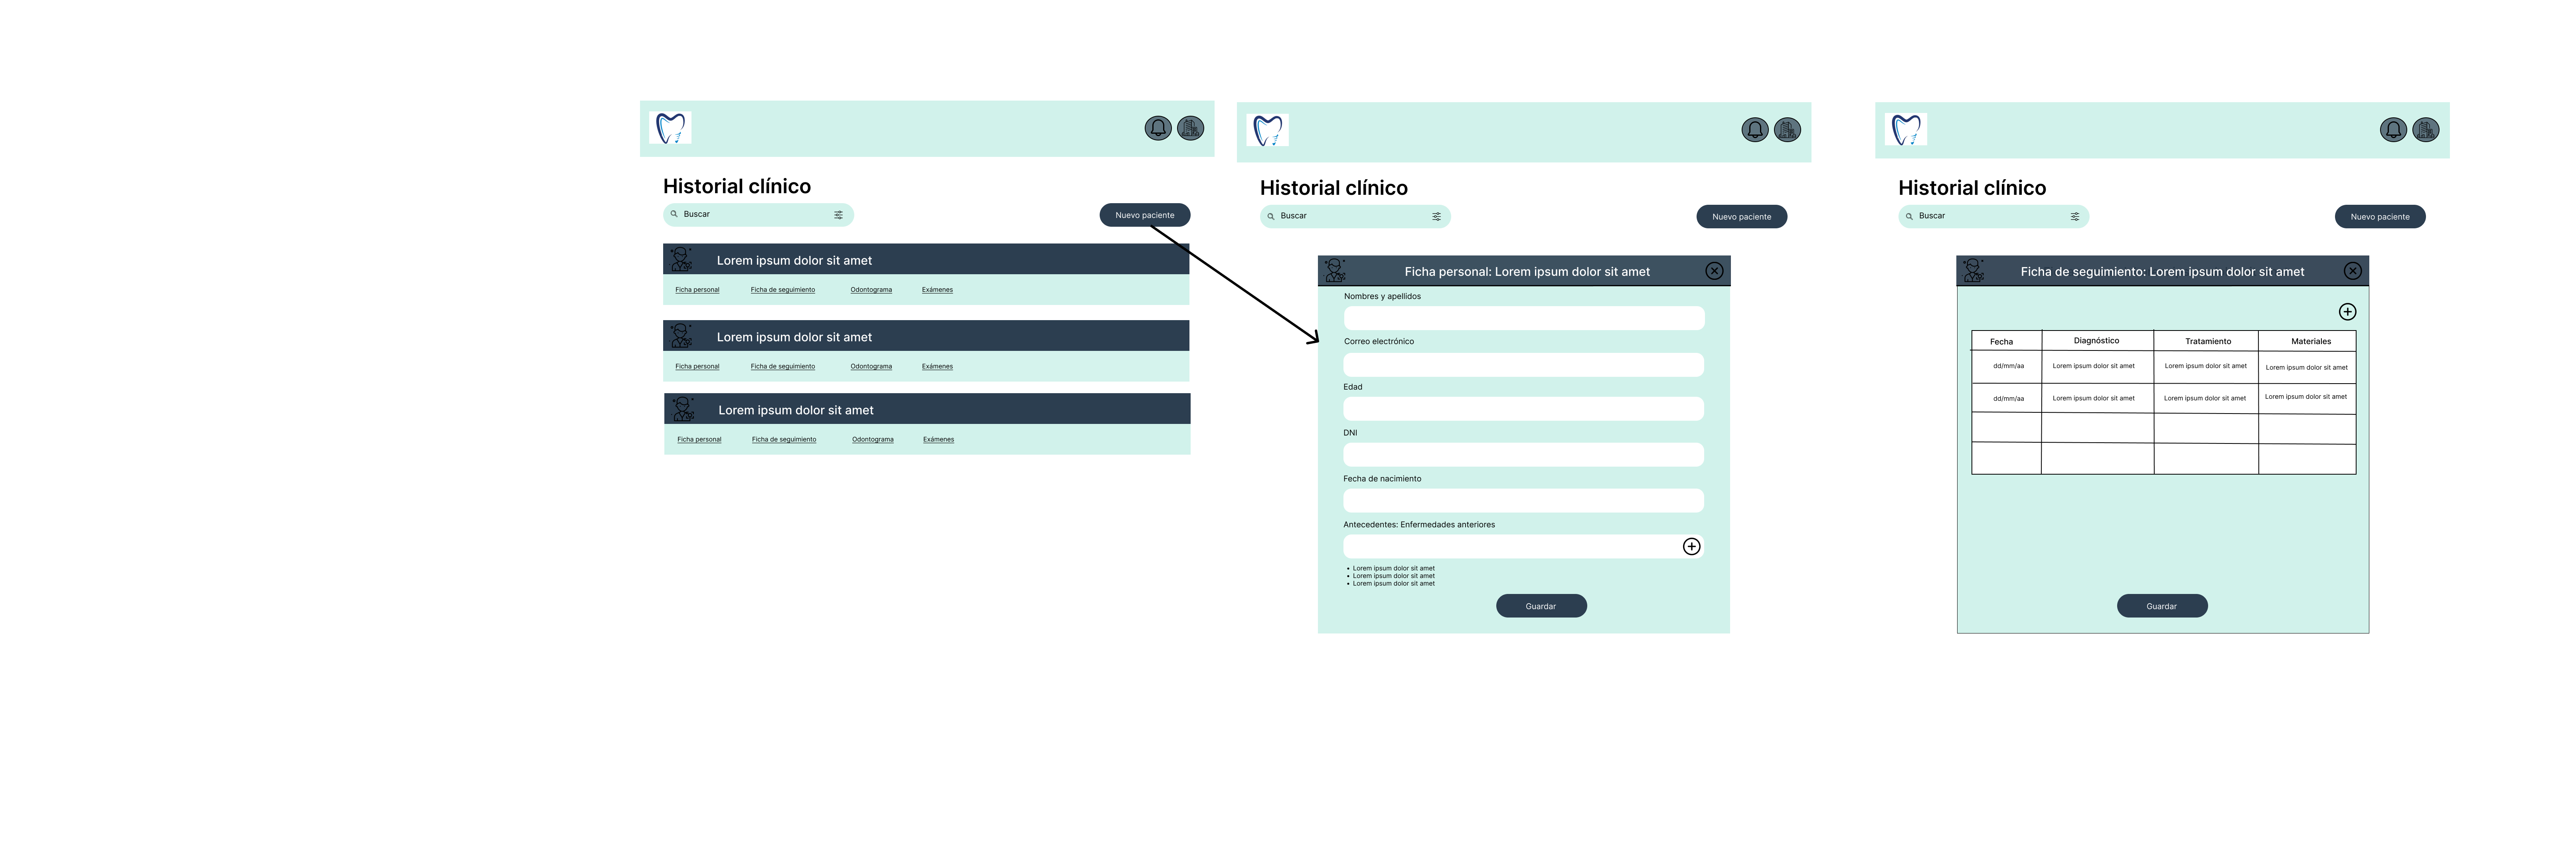 Historial clínico
Buscar
Nuevo paciente
Lorem ipsum dolor sit amet
Ficha personal Ficha de seguimiento Odontograma Exámenes
Lorem ipsum dolor sit amet
Ficha personal Ficha de seguimiento Odontograma Exámenes
Lorem ipsum dolor sit amet
Ficha personal Ficha de seguimiento Odontograma Exámenes
Historial clínico
Buscar
Nuevo paciente
Ficha personal: Lorem ipsum dolor sit amet
Nombres y apellidos
Correo electrónico
Edad
DNI
Fecha de nacimiento
Antecedentes: Enfermedades anteriores
• Lorem ipsum dolor sit amet
• Lorem ipsum dolor sit amet
• Lorem ipsum dolor sit amet
Guardar
Historial clínico
Buscar
Nuevo paciente
Ficha de seguimiento: Lorem ipsum dolor sit amet
Fecha Diagnóstico Tratamiento Materiales
dd/mm/aa Lorem ipsum dolor sit amet Lorem ipsum dolor sit amet Lorem ipsum dolor sit amet
dd/mm/aa Lorem ipsum dolor sit amet Lorem ipsum dolor sit amet Lorem ipsum dolor sit amet
Guardar